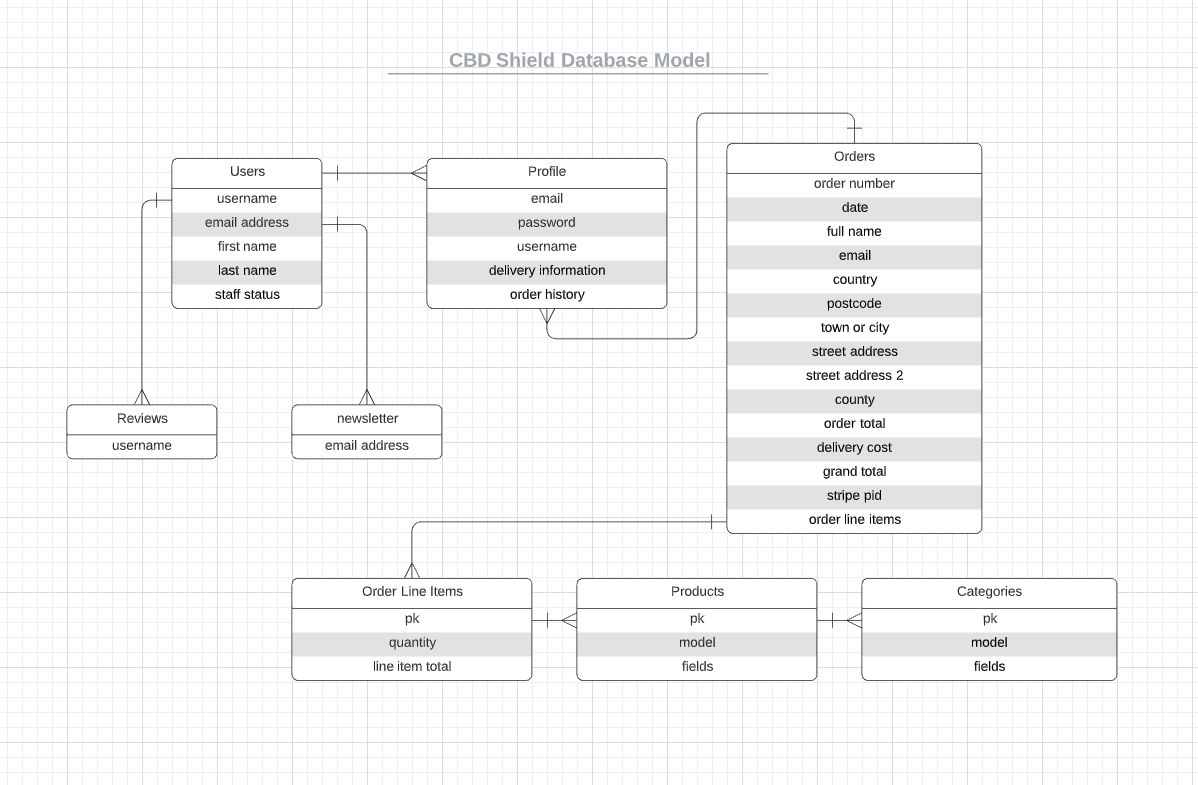 CBD Shield Database Model
Users
username
email address
first name
last name
staff status
Profile
email
password
username
delivery information
order history
Orders
order number
date
full name
email
country
postcode
town or city
street address
street address 2
county
order total
delivery cost
grand total
stripe pid
order line items
Reviews
username
newsletter
email address
Order Line Items
pk
quantity
line item total
Products
pk
model
fields
Categories
pk
model
fields